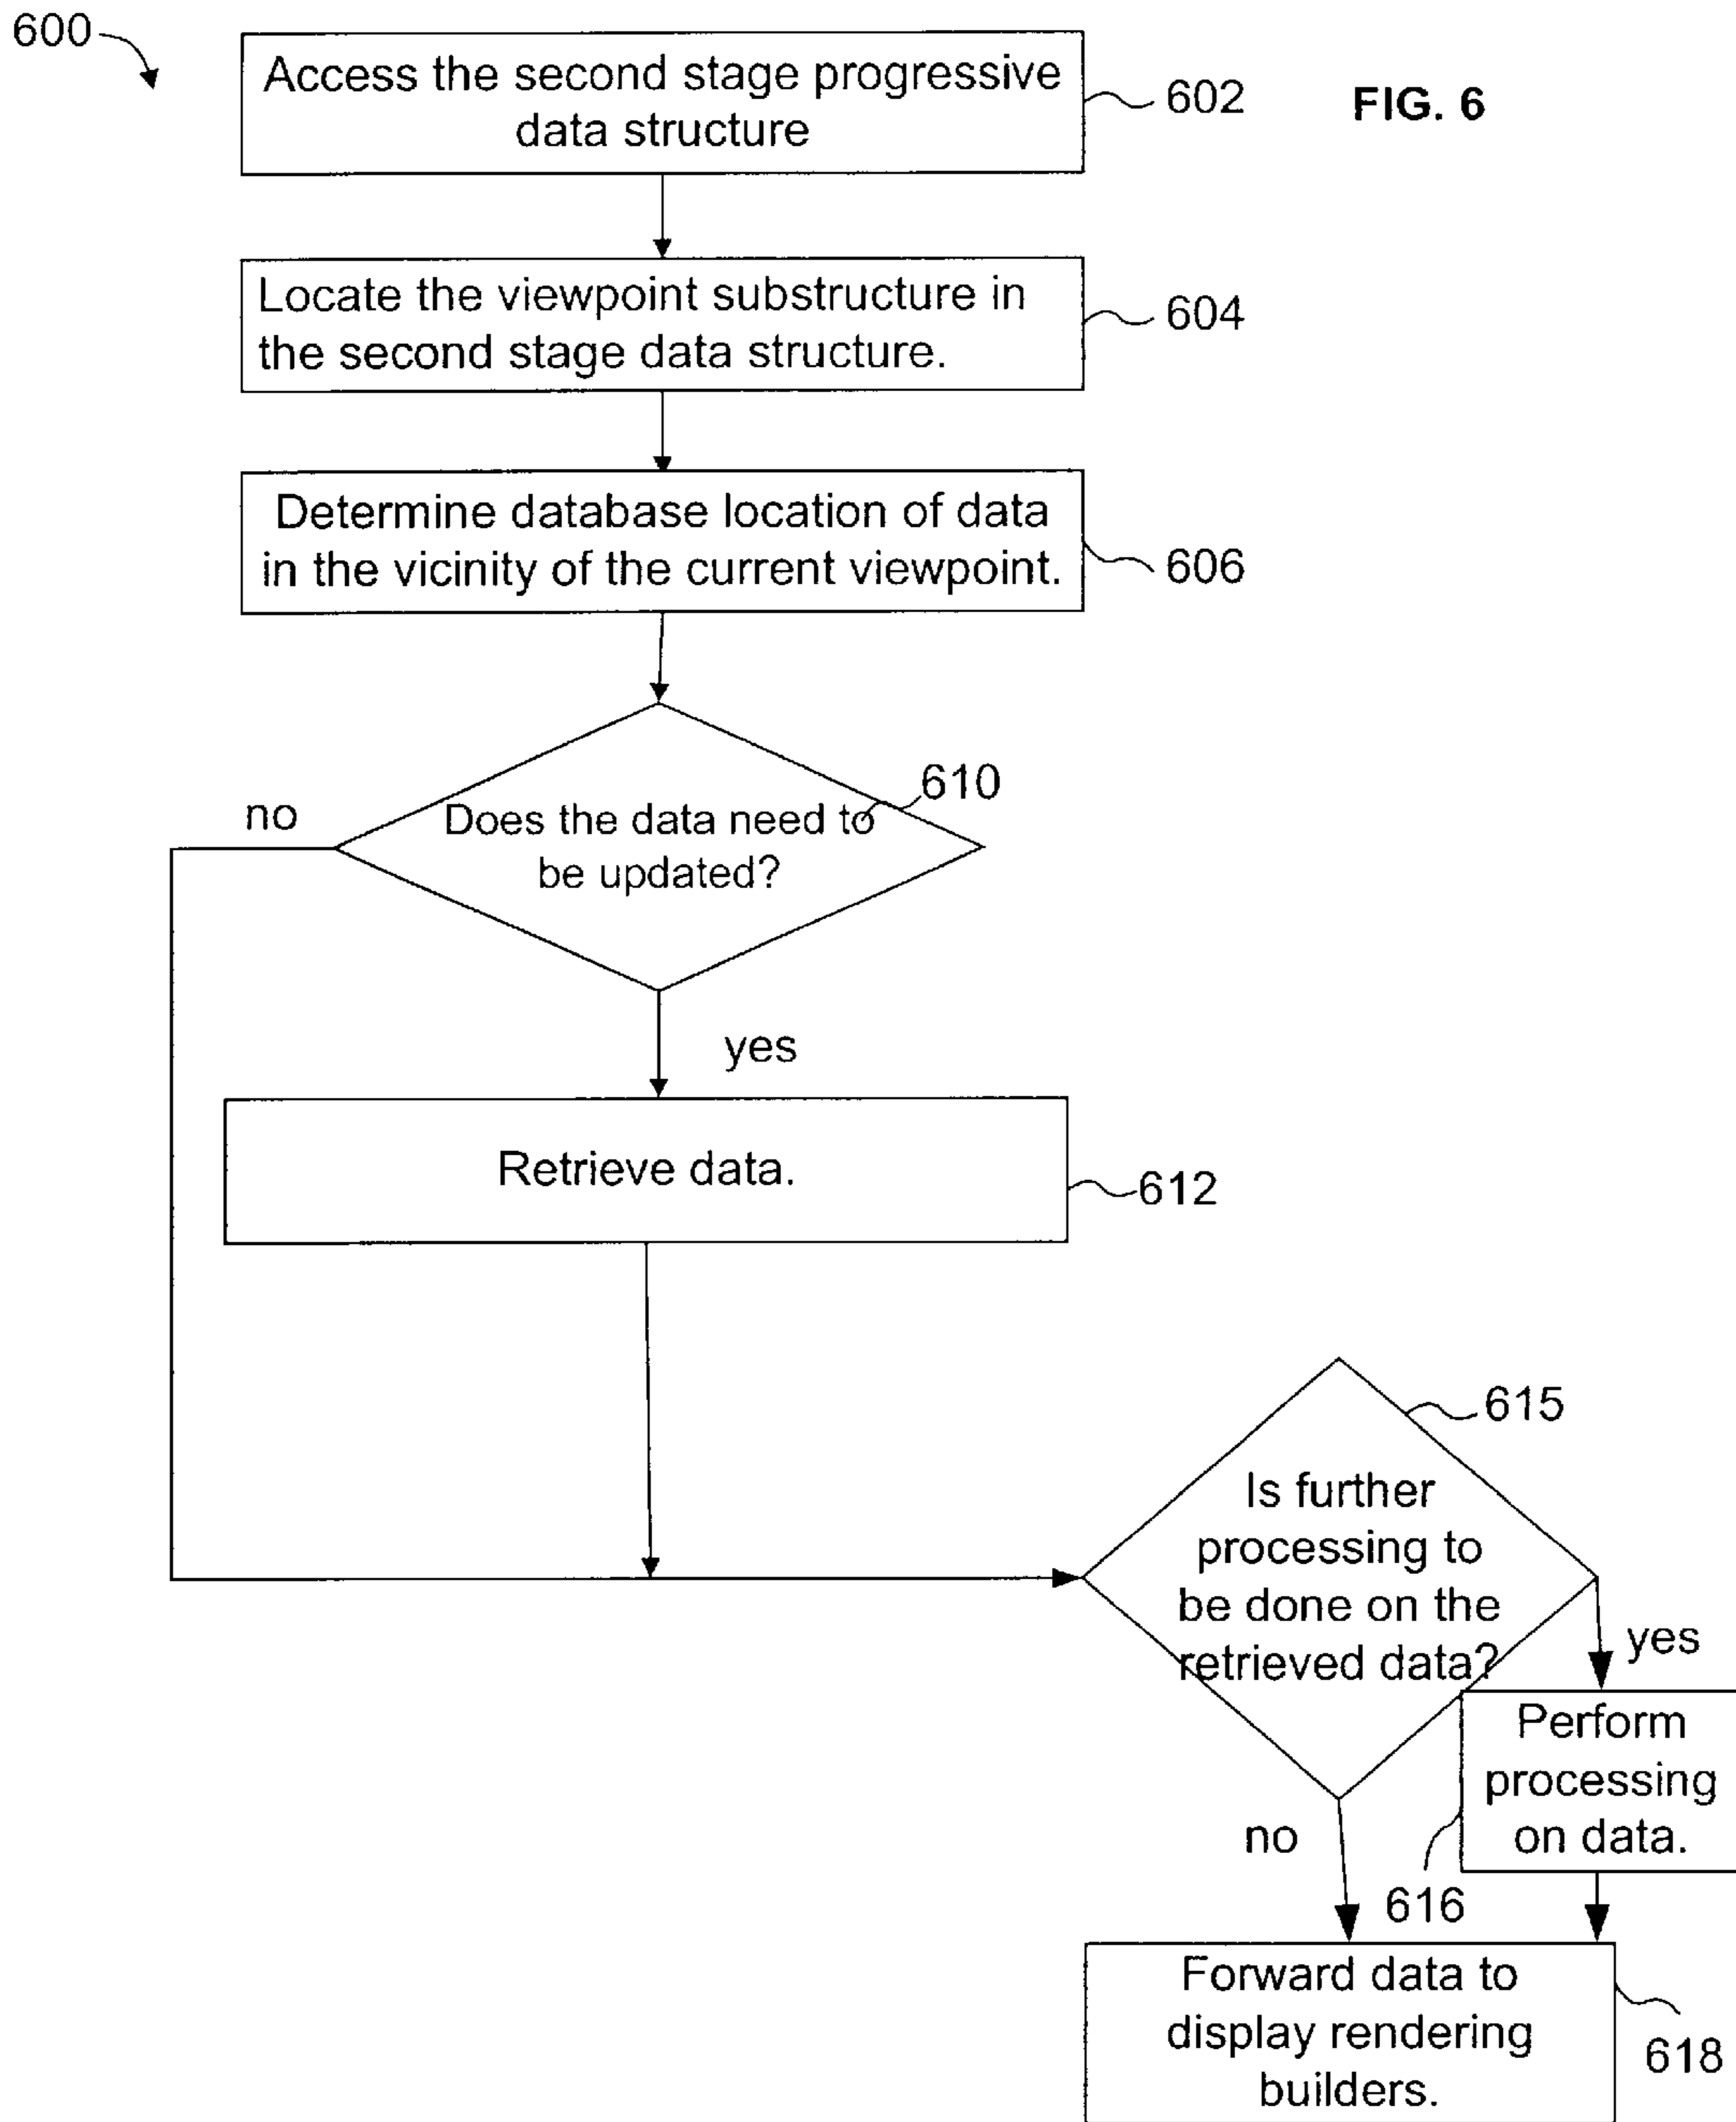 600
Access the second stage progressive
data structure
602
FIG. 6
Locate the viewpoint substructure in
the second stage data structure.
604
Determine database location of data
in the vicinity of the current viewpoint.
606
610
no
Does the data need to
be updated?
yes
Retrieve data.
612
615
Is further
processing to
be done on the
retrieved data?
yes
Perform
processing
on data.
no
616
Forward data to
display rendering
builders.
618